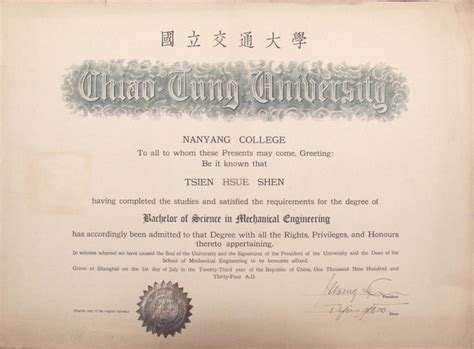 國立交通大學
Chiao Tung University
NANYANG COLLEGE
To all to whom these Presents may come, Greeting:
Be it known that
TSIEN HSUE SHEN
having completed the studies and satisfied the requirements for the degree of
Bachelor of Science in Mechanical Engineering
has accordingly been admitted to that Degree with all the Rights, Privileges, and Honours
thereto appertaining.
In witness whereof we have caused the Seal of the University and the Signatures of the President of the University and the Dean of the
School of Mechanical Engineering to be hereunto affixed.
Given at Shanghai on the 1st day of July in the Twenty-Third year of the Republic of China, One Thousand Nine Hundred and
Thirty-Four A.D.
President
Dean